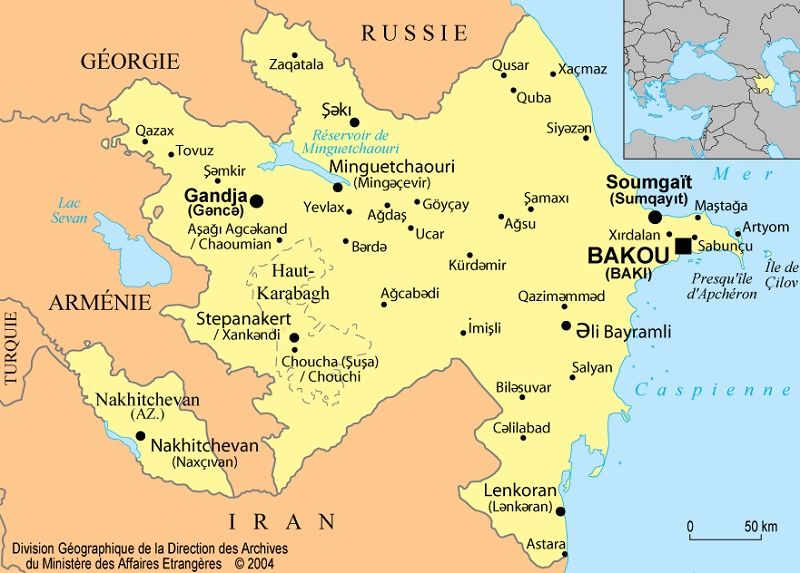 RUSSIE
GÉORGIE
Zaqatala
Qusar
Xaçmaz
Quba
Şəkı
Qazax
Tovuz
Réservoir de
Minguetchaouri
Siyəzən
Şəmkir
Minguetchaouri
(Mingəçevir)
Mer
Gandja
(Gəncə)
Soumgaït
(Sumqayıt)
Lac
Sevan
Yevlax
Ağdaş
Göyçay
Şamaxı
Ağsu
Maştağa
Aşağı Agcəkand
/ Chaoumian
Ucar
Xırdalan
Artyom
Bərdə
BAKOU
(BAKI)
Sabunçu
Kürdəmir
Haut-
Karabagh
Presqu'île
d'Apchéron
Île de
Çilov
ARMÉNIE
Ağcabədi
Qaziməmməd
Stepanakert
/ Xankəndi
İmişli
Əli Bayramli
TURQUIE
Choucha (Şuşa)
/ Chouchi
Salyan
Nakhitchevan
(AZ.)
Biləsuvar
Caspienne
Cəlilabad
Nakhitchevan
(Naxçıvan)
Lenkoran
(Lənkəran)
IRAN
0 50 km
Astara
Division Géographique de la Direction des Archives
du Ministère des Affaires Etrangères © 2004